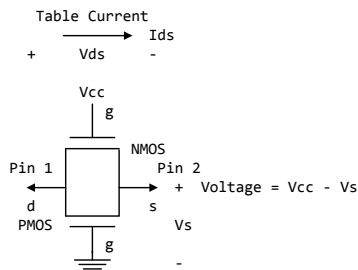 Table Current
Ids
+ Vds -
Vcc
g
NMOS
Pin 1
Pin 2
+ Voltage = Vcc - Vs
d
s
PMOS
Vs
g
-